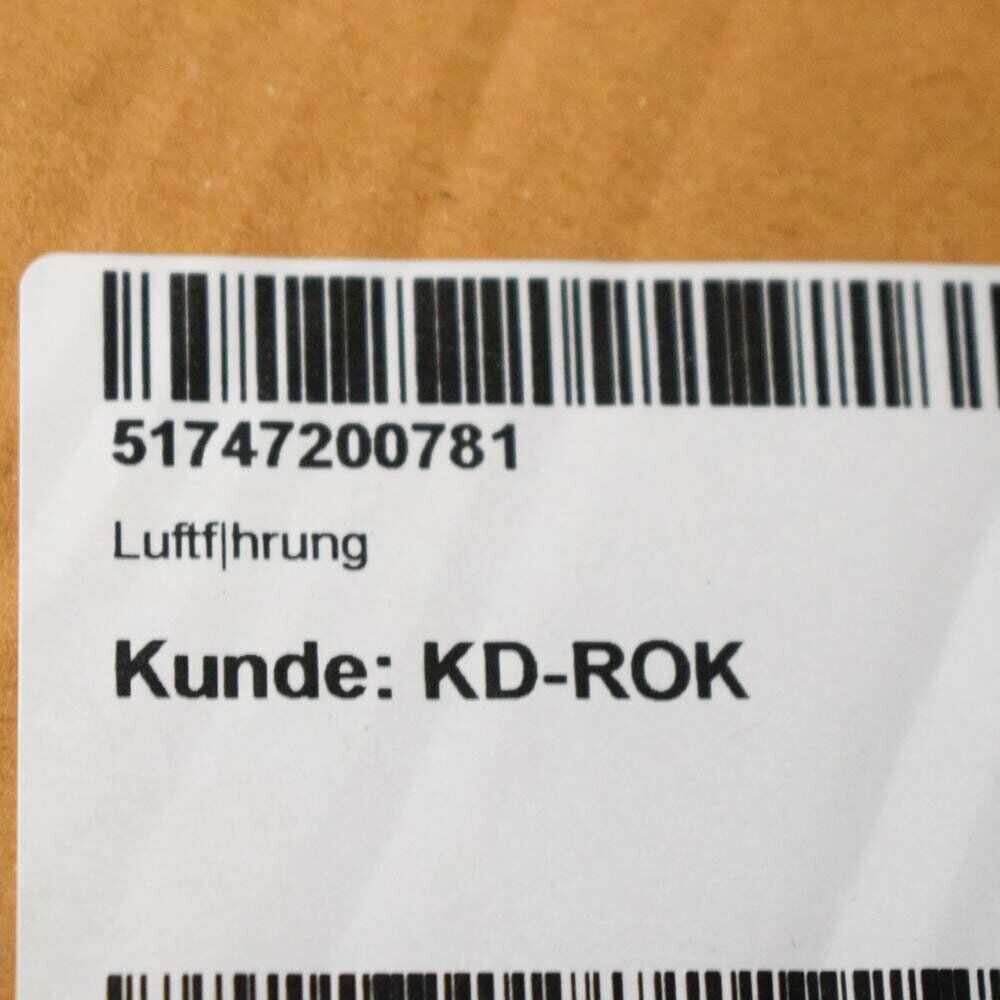 51747200781
Luftf|hrung
Kunde: KD-ROK